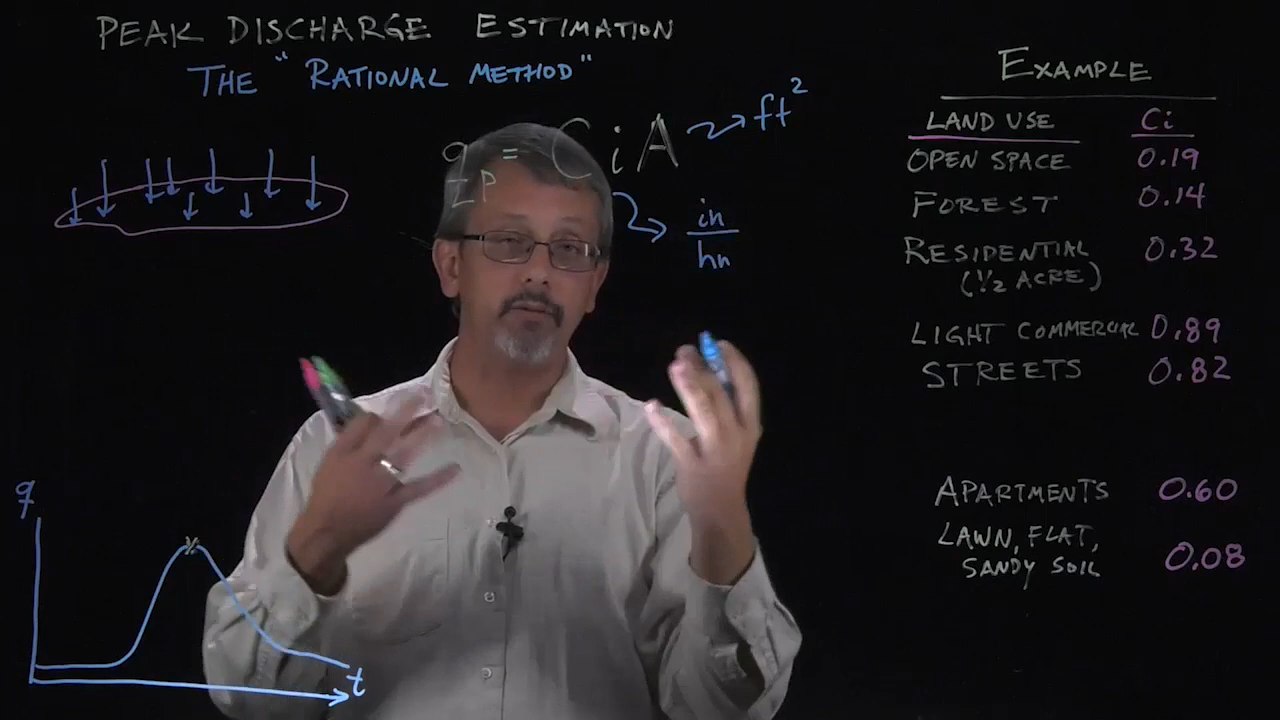 PEAK DISCHARGE ESTIMATION
THE "RATIONAL METHOD"
q = C i A
P
ft²
in
hr
q
t
EXAMPLE
LAND USE Ci
OPEN SPACE 0.19
FOREST 0.14
RESIDENTIAL 0.32
(1/2 ACRE)
LIGHT COMMERCIAL 0.89
STREETS 0.82
APARTMENTS 0.60
LAWN, FLAT,
SANDY SOIL 0.08